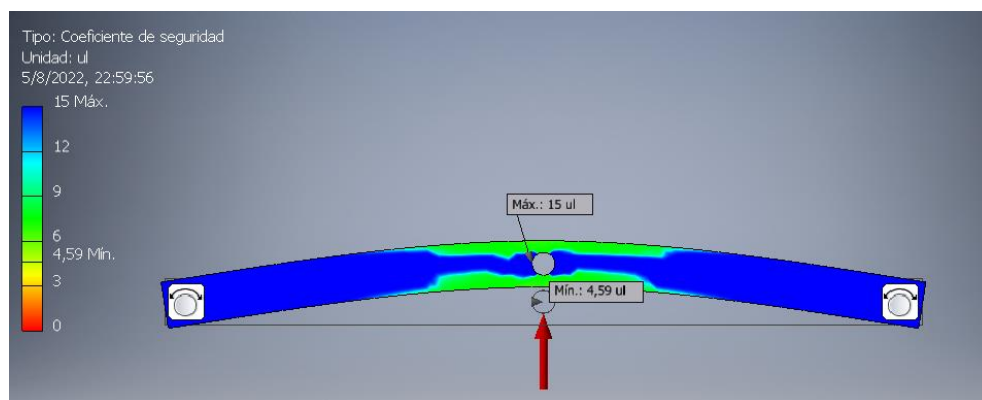 Tipo: Coeficiente de seguridad
Unidad: ul
5/8/2022, 22:59:56
15 Máx.
12
9
6
4,59 Mín.
3
0
Máx.: 15 ul
Mín.: 4,59 ul